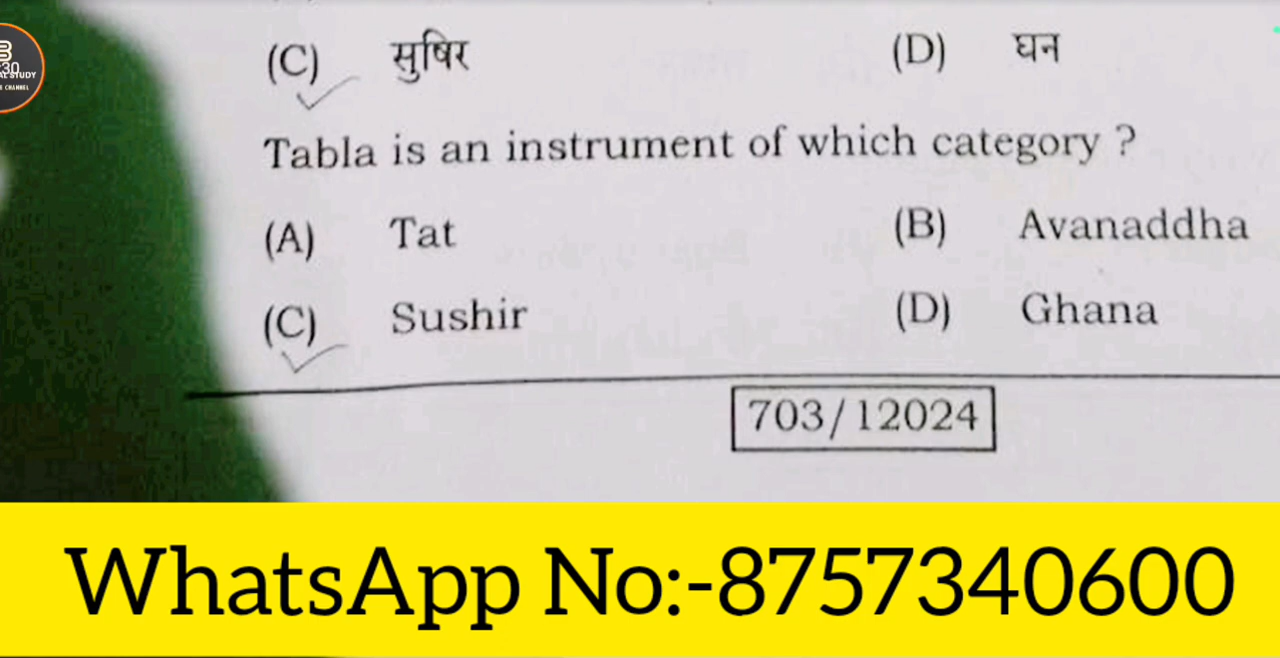 (C) सुषिर (D) घन
Tabla is an instrument of which category ?
(A) Tat (B) Avanaddha
(C) Sushir (D) Ghana
703/12024
WhatsApp No:-8757340600